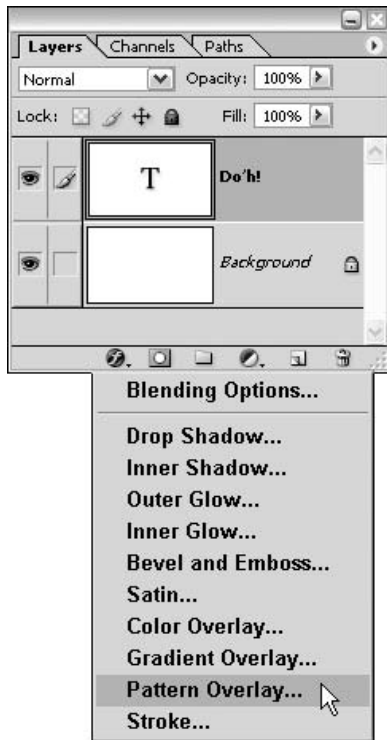 Layers Channels Paths
Normal Opacity: 100%
Lock: Fill: 100%
T Do'h!
Background
Blending Options...
Drop Shadow...
Inner Shadow...
Outer Glow...
Inner Glow...
Bevel and Emboss...
Satin...
Color Overlay...
Gradient Overlay...
Pattern Overlay...
Stroke...